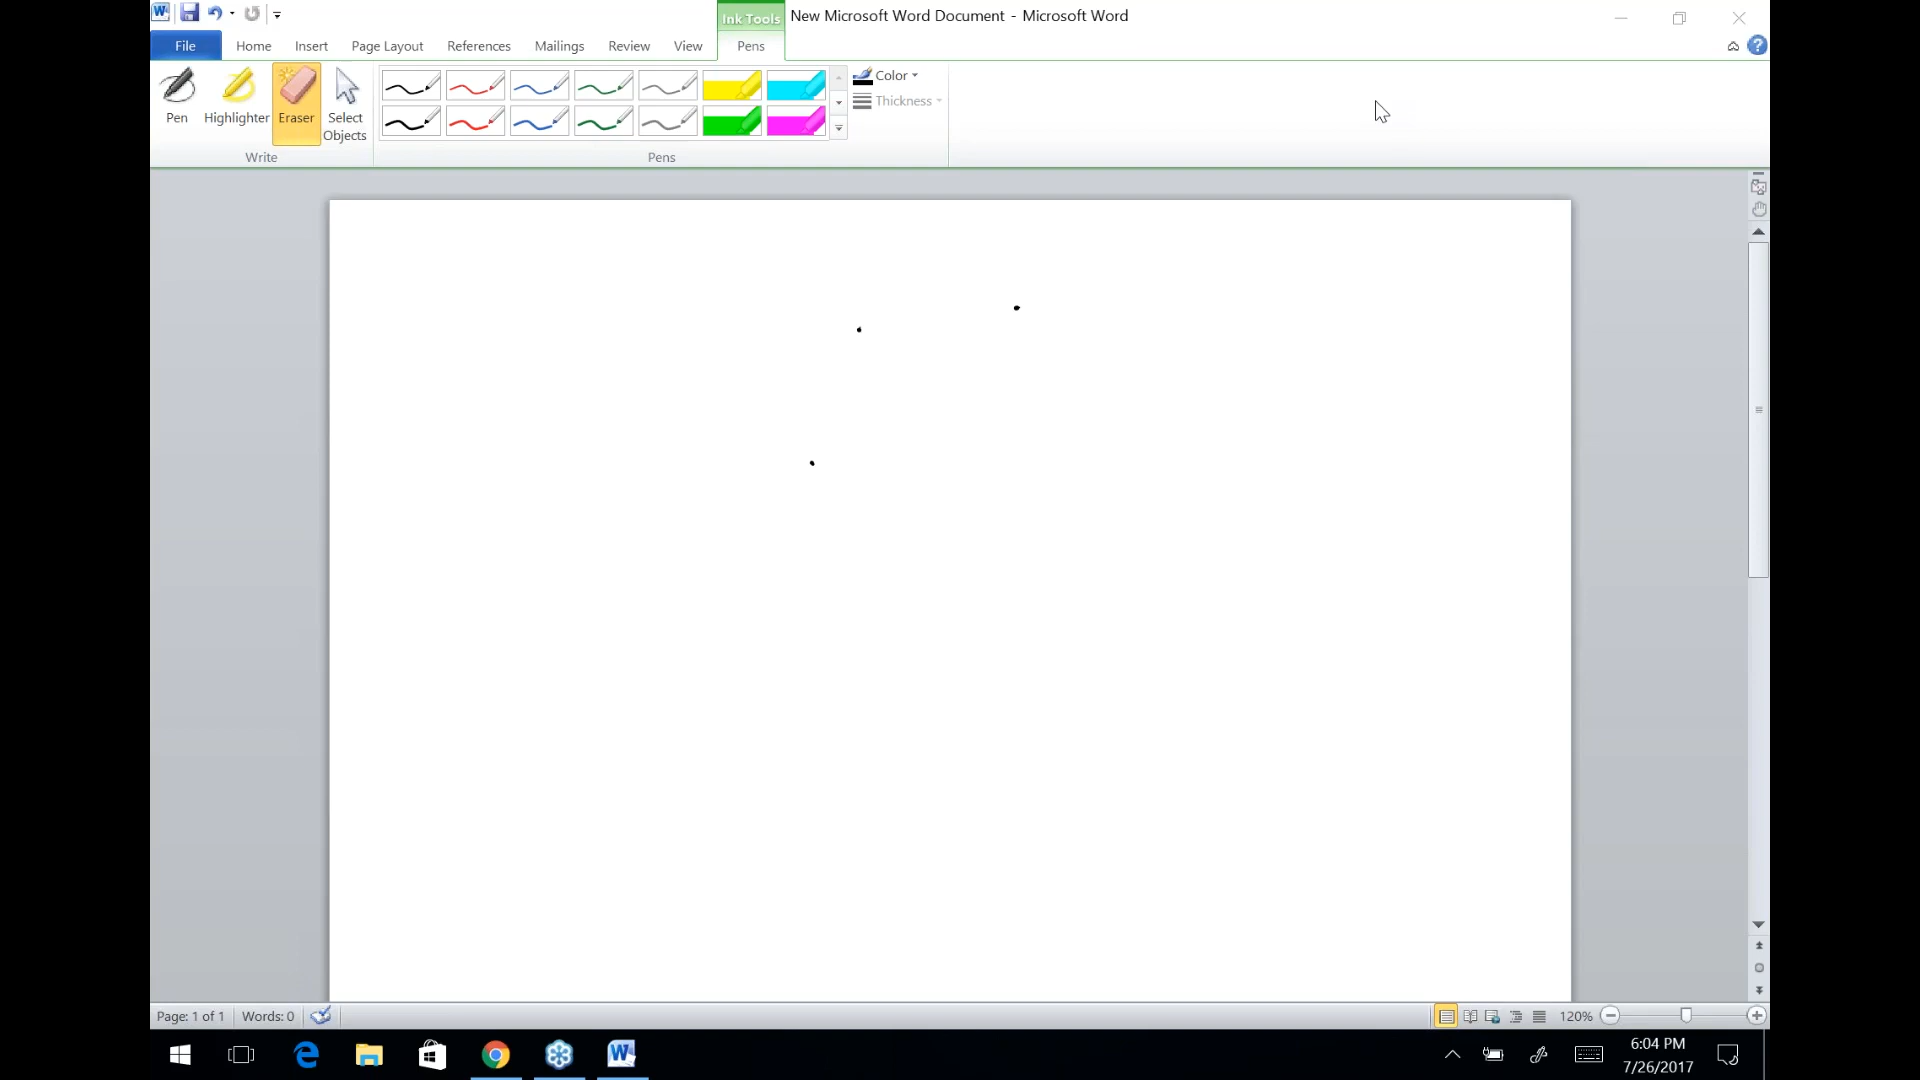 Ink Tools
New Microsoft Word Document - Microsoft Word
File Home Insert Page Layout References Mailings Review View Pens
Pen Highlighter Eraser Select Objects
Color
Thickness
Write Pens
Page: 1 of 1 Words: 0 120%
6:04 PM
7/26/2017